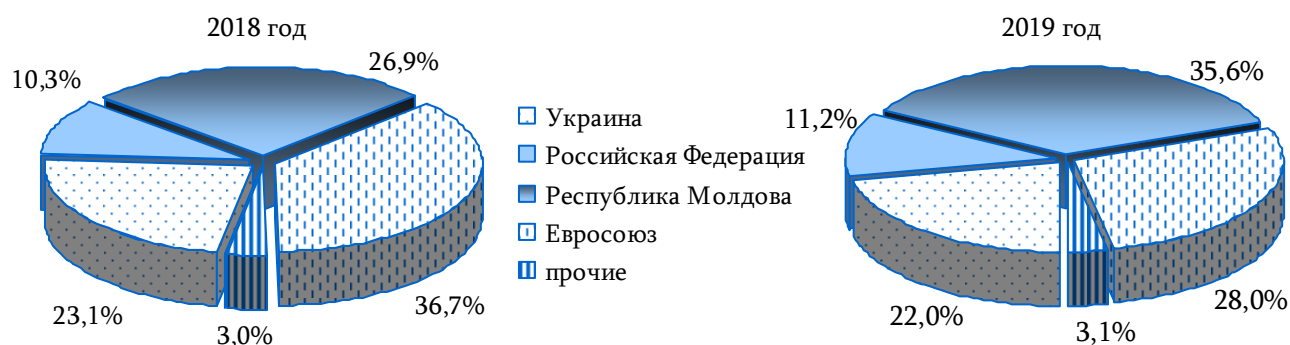 2018 год
26,9%
10,3%
23,1%
3,0%
36,7%
Украина
Российская Федерация
Республика Молдова
Евросоюз
прочие
2019 год
35,6%
11,2%
22,0%
3,1%
28,0%